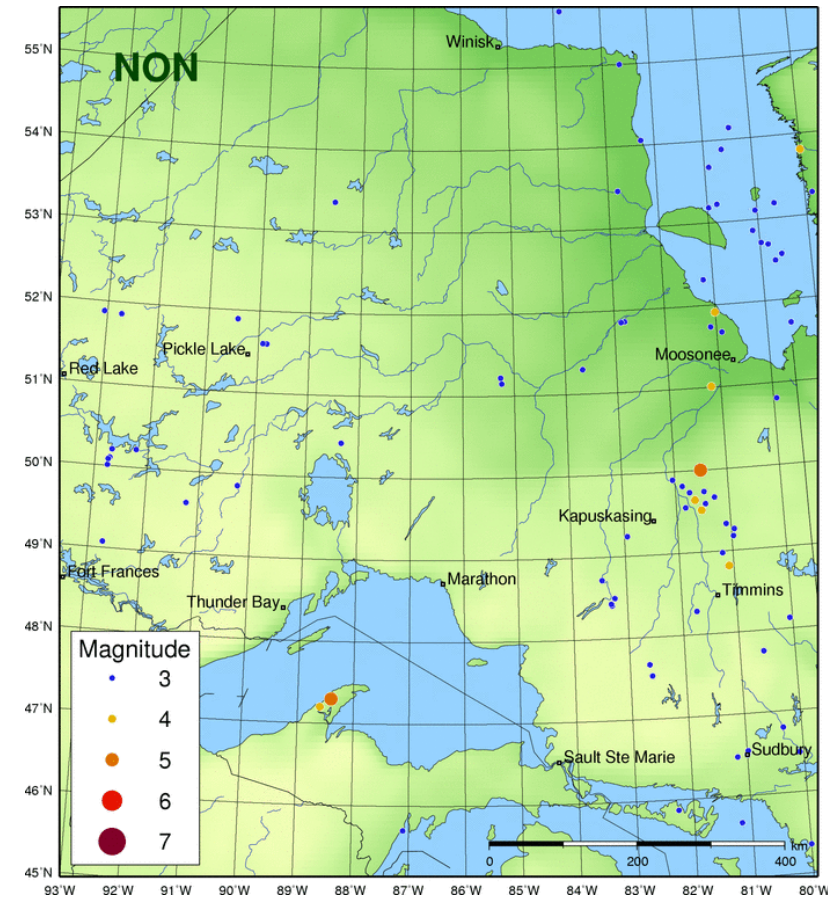 55°N
Winisk
NON
54°N
53°N
52°N
Pickle Lake
Moosonee
Red Lake
51°N
50°N
Kapuskasing
49°N
Fort Frances
Marathon
Thunder Bay
Timmins
48°N
Magnitude
3
4
5
6
7
47°N
Sault Ste Marie
Sudbury
46°N
km
0 200 400
45°N
93°W 92°W 91°W 90°W 89°W 88°W 87°W 86°W 85°W 84°W 83°W 82°W 81°W 80°W